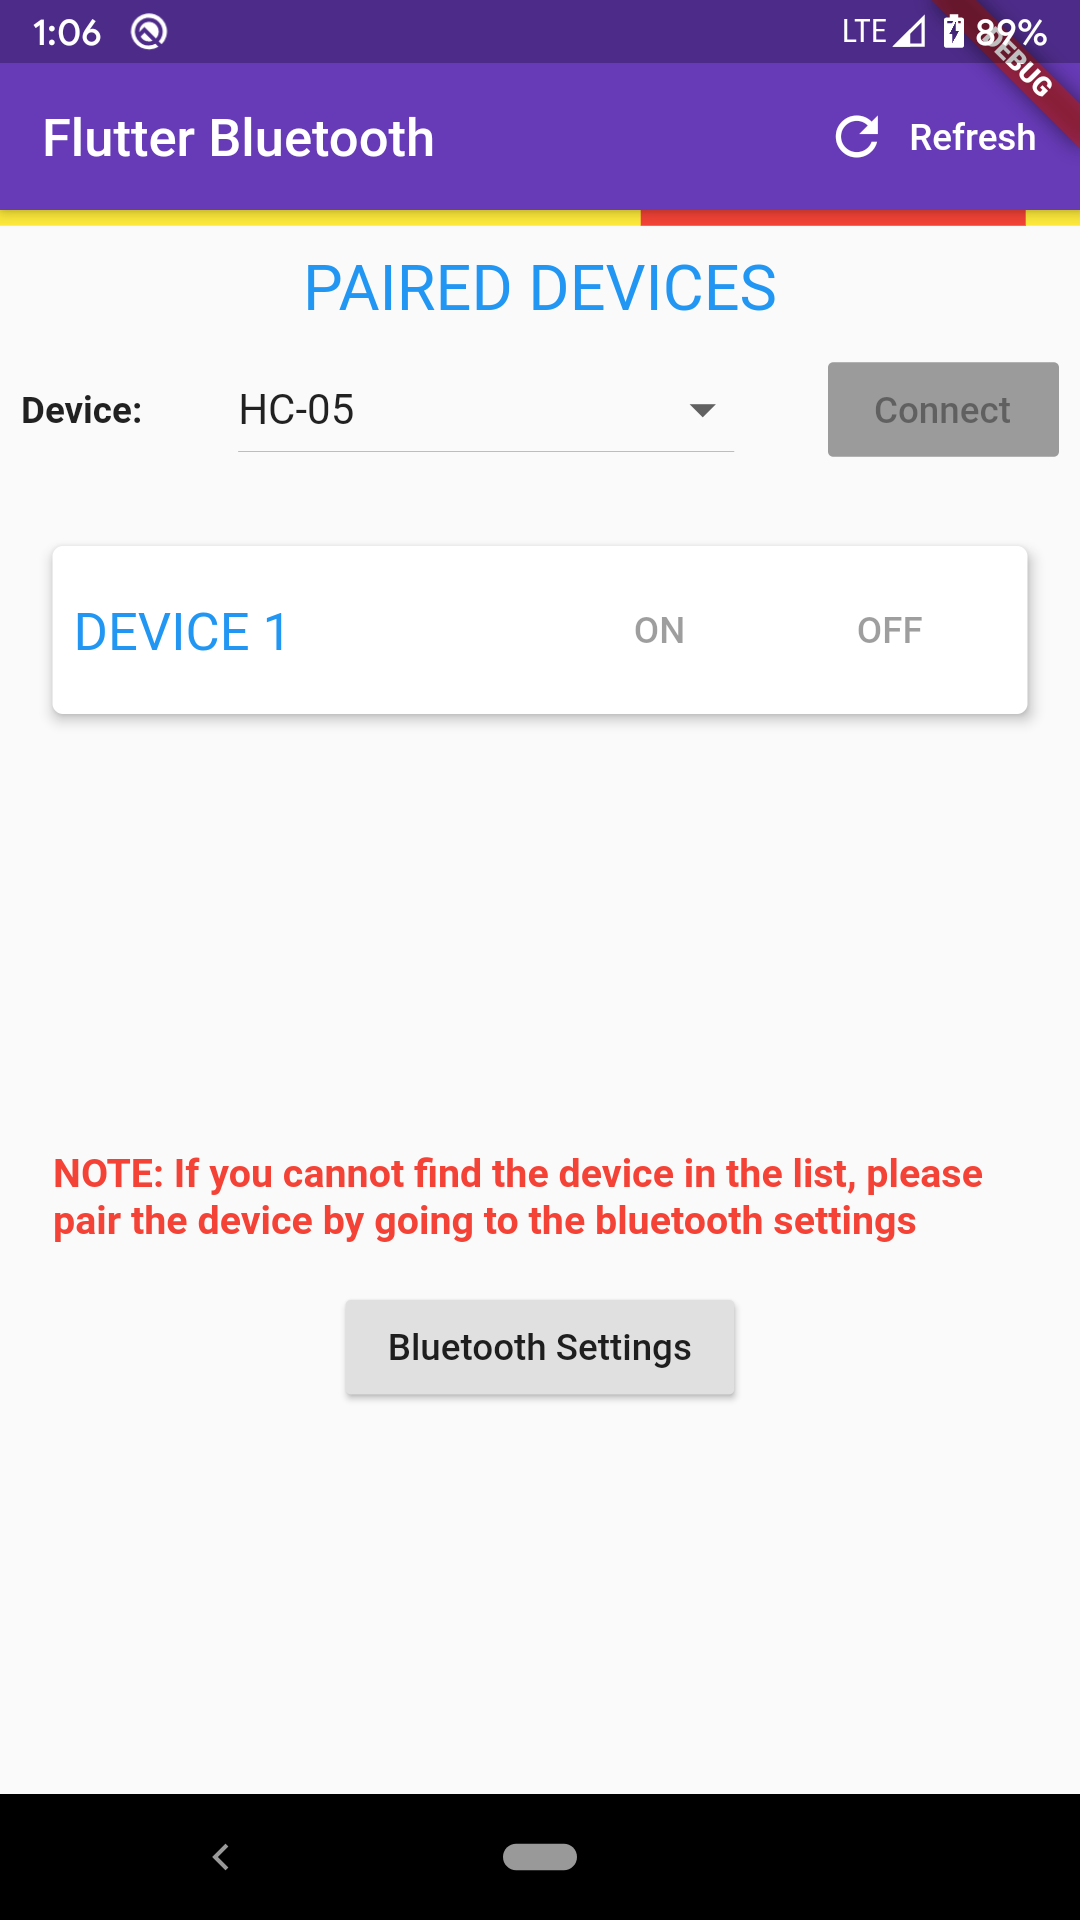 1:06 LTE 89%
DEBUG
Flutter Bluetooth Refresh
PAIRED DEVICES
Device: HC-05 Connect
DEVICE 1 ON OFF
NOTE: If you cannot find the device in the list, please
pair the device by going to the bluetooth settings
Bluetooth Settings